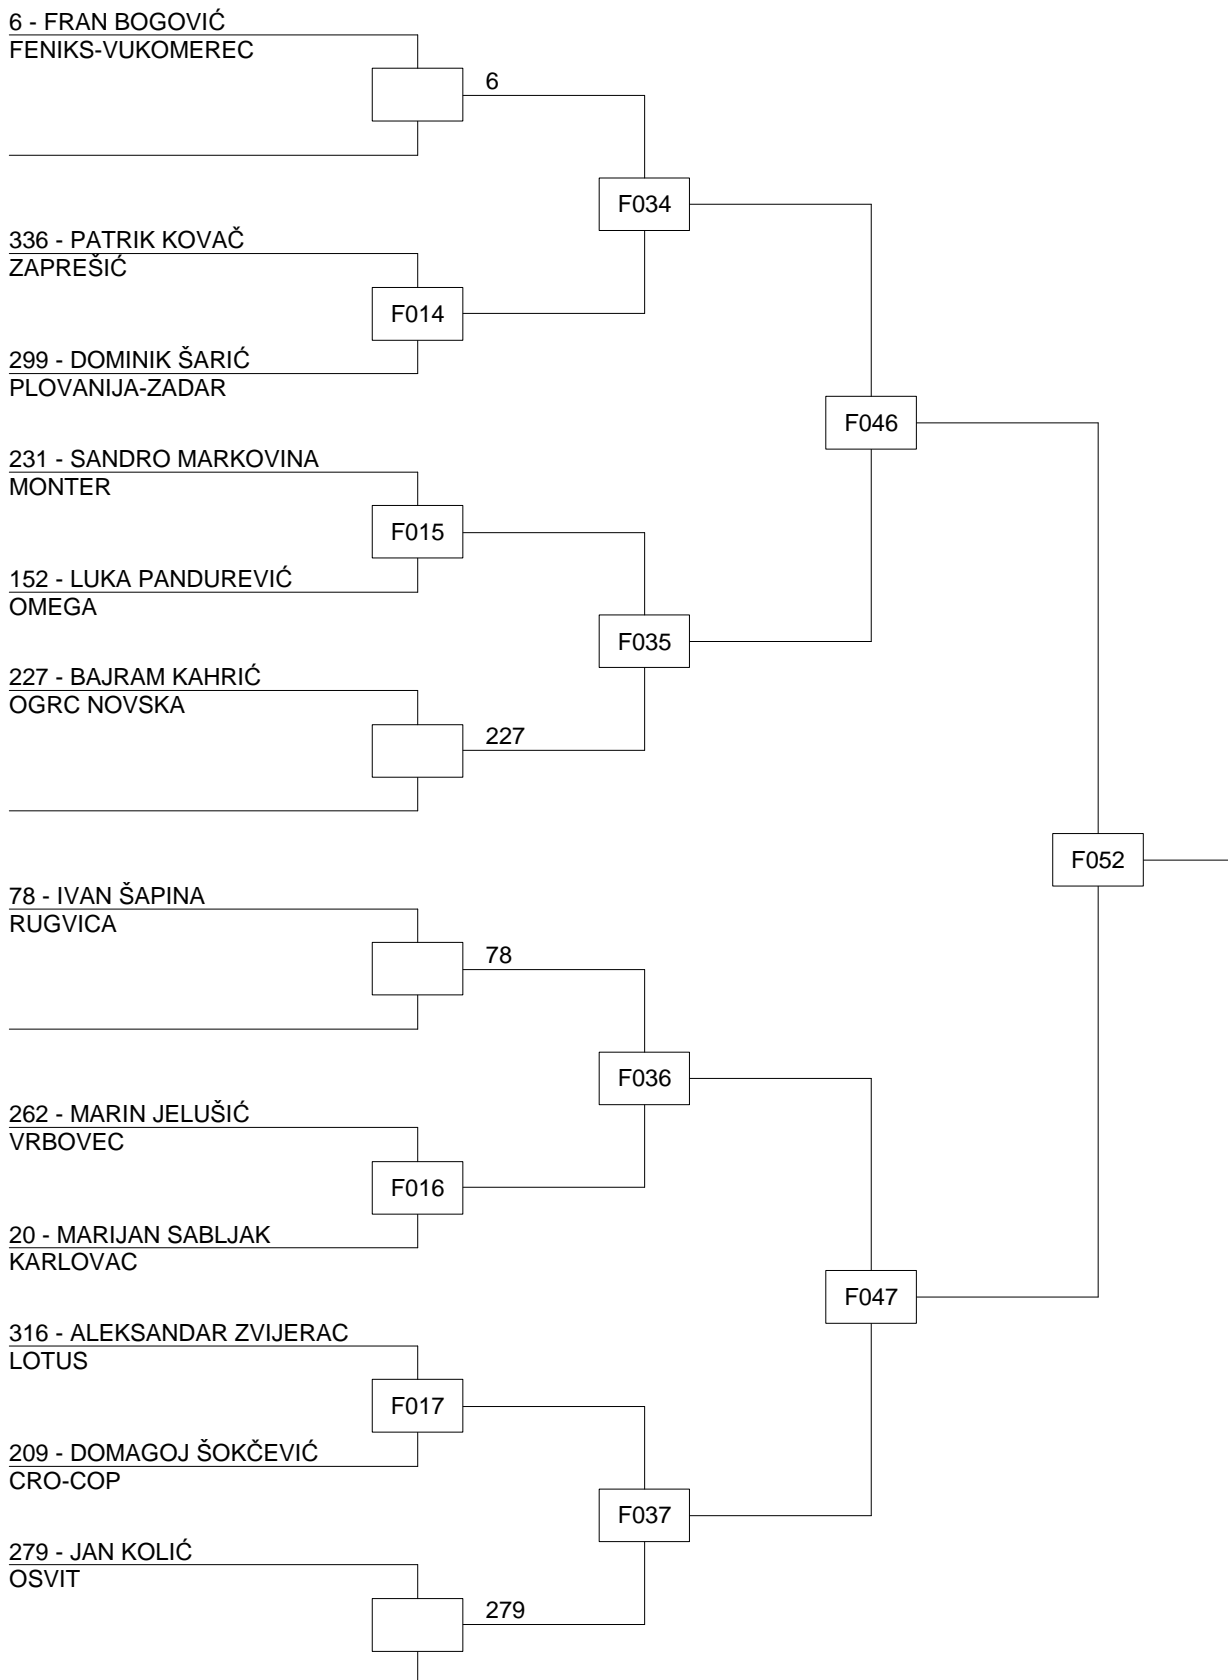 6 - FRAN BOGOVIĆ
FENIKS-VUKOMEREC
6
F034
336 - PATRIK KOVAČ
ZAPREŠIĆ
F014
299 - DOMINIK ŠARIĆ
PLOVANIJA-ZADAR
F046
231 - SANDRO MARKOVINA
MONTER
F015
152 - LUKA PANDUREVIĆ
OMEGA
F035
227 - BAJRAM KAHRIĆ
OGRC NOVSKA
227
F052
78 - IVAN ŠAPINA
RUGVICA
78
F036
262 - MARIN JELUŠIĆ
VRBOVEC
F016
20 - MARIJAN SABLJAK
KARLOVAC
F047
316 - ALEKSANDAR ZVIJERAC
LOTUS
F017
209 - DOMAGOJ ŠOKČEVIĆ
CRO-COP
F037
279 - JAN KOLIĆ
OSVIT
279